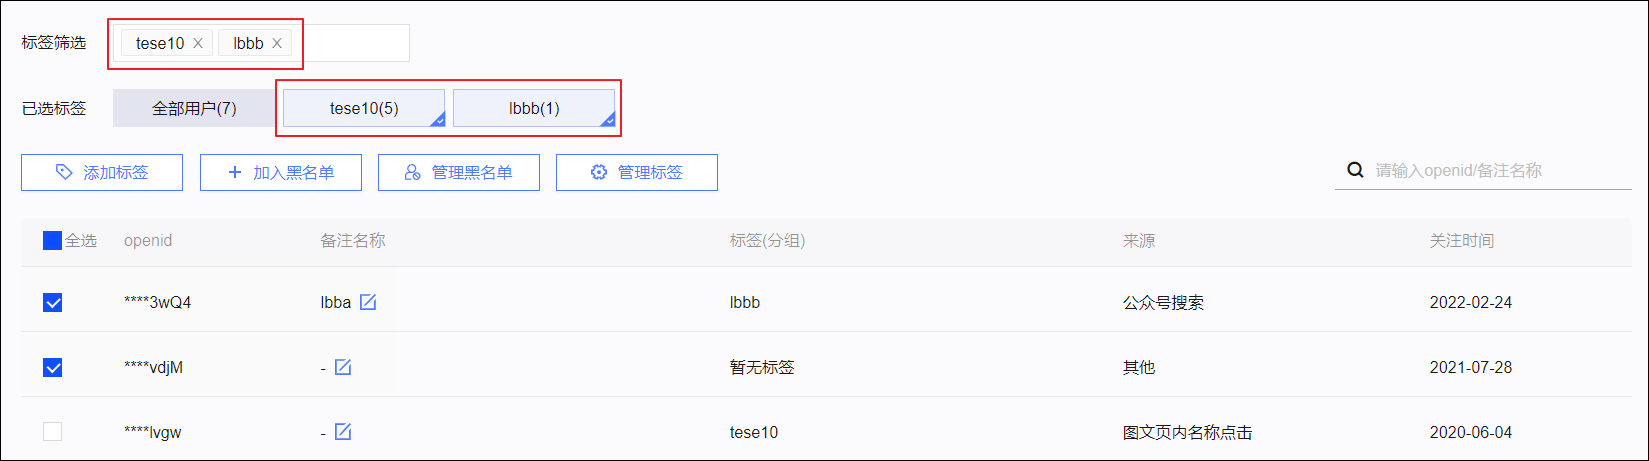 标签筛选 tese10 X lbbb X
已选标签 全部用户(7) tese10(5) lbbb(1)
添加标签 加入黑名单 管理黑名单 管理标签 请输入openid/备注名称
全选 openid 备注名称 标签(分组) 来源 关注时间
****3wQ4 lbba lbbb 公众号搜索 2022-02-24
****vdjM - 暂无标签 其他 2021-07-28
****lvgw - tese10 图文页内名称点击 2020-06-04